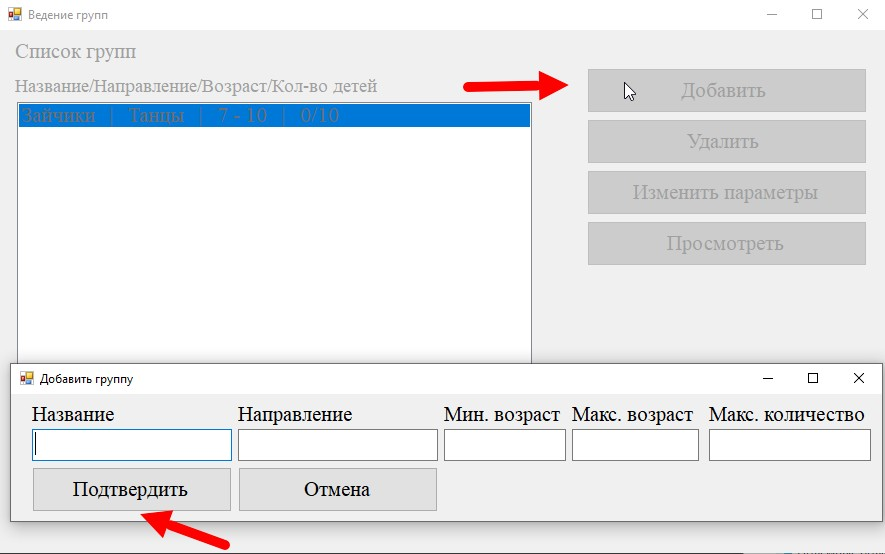 Ведение групп
Список групп
Название/Направление/Возраст/Кол-во детей
Зайчики | Танцы | 7 - 10 | 0/10
Добавить
Удалить
Изменить параметры
Просмотреть
Добавить группу
Название Направление Мин. возраст Макс. возраст Макс. количество
Подтвердить Отмена